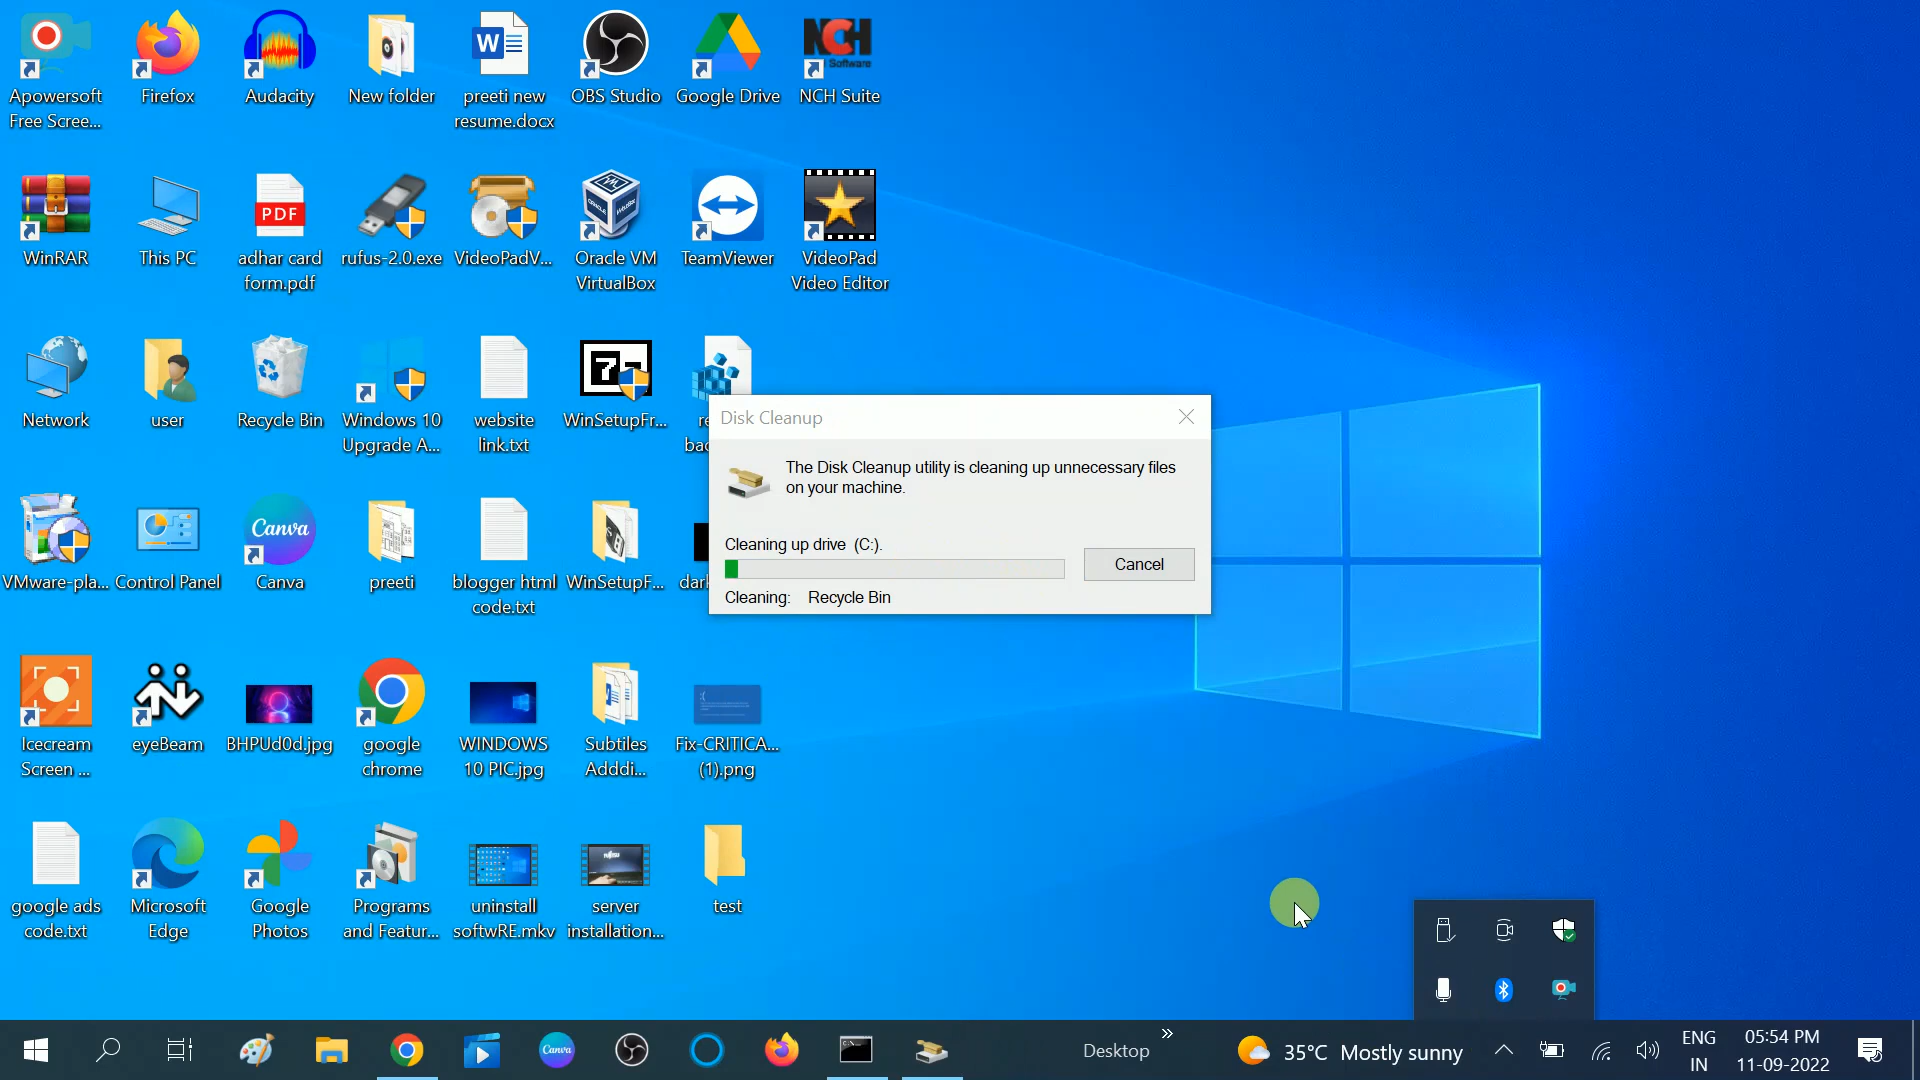 Apowersoft
Free Scree...
Firefox
Audacity
New folder
preeti new
resume.docx
OBS Studio
Google Drive
NCH
Software
NCH Suite
WinRAR
This PC
PDF
adhar card
form.pdf
rufus-2.0.exe
VideoPadV...
Oracle VM
VirtualBox
TeamViewer
VideoPad
Video Editor
Network
user
Recycle Bin
Windows 10
Upgrade A...
website
link.txt
WinSetupFr...
re
bac
Disk Cleanup
The Disk Cleanup utility is cleaning up unnecessary files
on your machine.
Cleaning up drive (C:).
Cancel
Cleaning: Recycle Bin
VMware-pla...
Control Panel
Canva
Canva
preeti
blogger html
code.txt
WinSetupF...
dark
Icecream
Screen ...
eyeBeam
BHPUd0d.jpg
google
chrome
WINDOWS
10 PIC.jpg
Subtiles
Adddi...
Fix-CRITICA...
(1).png
google ads
code.txt
Microsoft
Edge
Google
Photos
Programs
and Featur...
uninstall
softwRE.mkv
server
installation...
test
Canva
Desktop
35°C Mostly sunny
ENG
IN
05:54 PM
11-09-2022